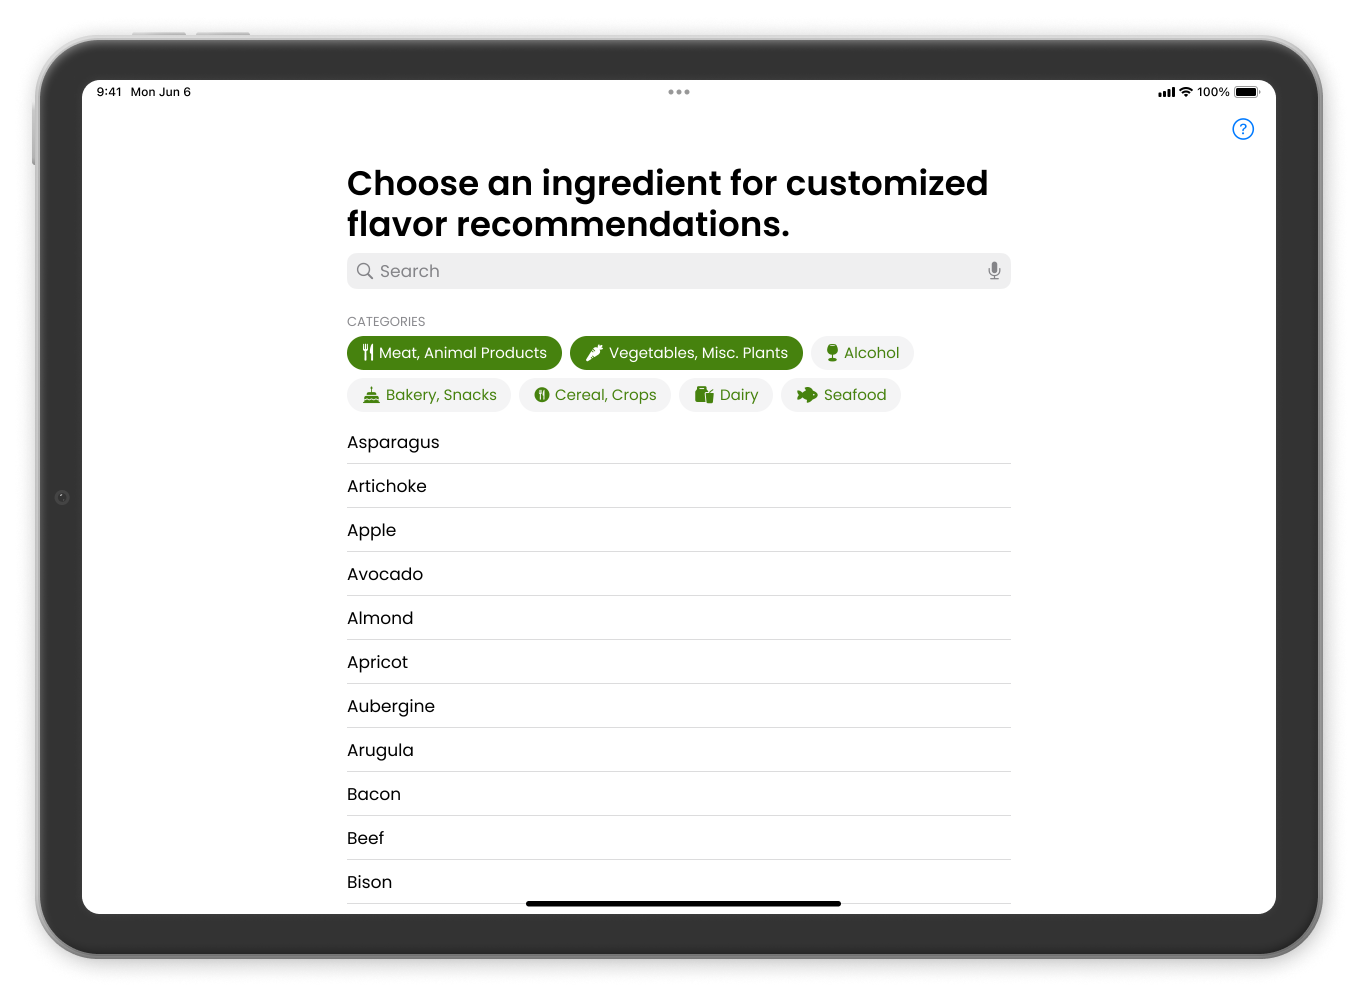 9:41 Mon Jun 6 100%
?
Choose an ingredient for customized
flavor recommendations.
Search
CATEGORIES
Meat, Animal Products Vegetables, Misc. Plants Alcohol
Bakery, Snacks Cereal, Crops Dairy Seafood
Asparagus
Artichoke
Apple
Avocado
Almond
Apricot
Aubergine
Arugula
Bacon
Beef
Bison